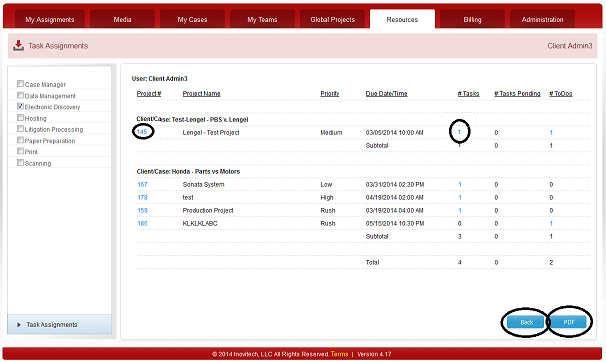 My Assignments Media My Cases My Teams Global Projects Resources Billing Administration
Task Assignments Client Admin3
Case Manager
Data Management
Electronic Discovery
Hosting
Litigation Processing
Paper Preparation
Print
Scanning
Task Assignments
User: Client Admin3
Project # Project Name Priority Due Date/Time # Tasks # Tasks Pending # ToDos
Client/Case: Test-Lengel - PBS v. Lengel
145 Lengel - Test Project Medium 03/05/2014 10:00 AM 1 0 1
Subtotal 1 0 1
Client/Case: Honda - Parts vs Motors
167 Sonata System Low 03/31/2014 02:30 PM 1 0 0
178 test High 04/19/2014 02:00 AM 1 0 0
159 Production Project Rush 03/19/2014 04:00 AM 1 0 0
186 KLKLKLABC Rush 05/15/2014 10:30 PM 0 0 1
Subtotal 3 0 1
Total 4 0 2
Back PDF
© 2014 Inovitech, LLC All Rights Reserved. Terms | Version 4.17